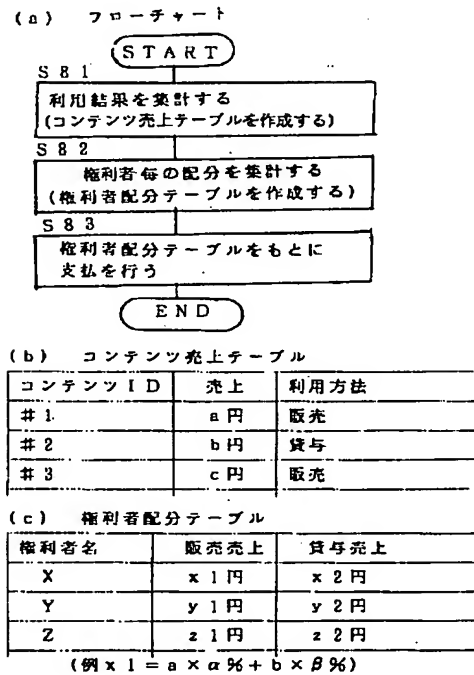 (a) フローチャート
START
S81
利用結果を集計する
(コンテンツ売上テーブルを作成する)
S82
権利者毎の配分を集計する
(権利者配分テーブルを作成する)
S83
権利者配分テーブルをもとに
支払を行う
END
(b) コンテンツ売上テーブル
コンテンツID 売上 利用方法
#1 a円 販売
#2 b円 貸与
#3 c円 販売
(c) 権利者配分テーブル
権利者名 販売売上 貸与売上
X x1円 x2円
Y y1円 y2円
Z z1円 z2円
(例x1=a×α%+b×β%)